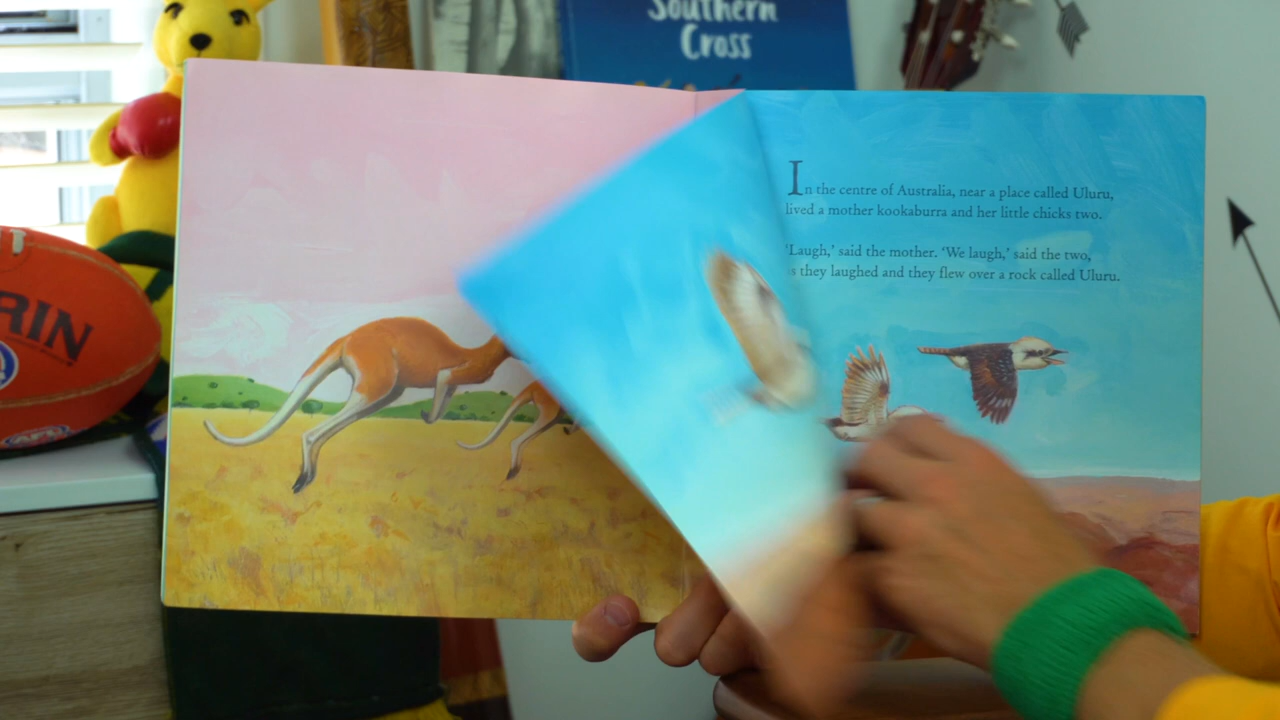 Southern
Cross
In the centre of Australia, near a place called Uluru,
lived a mother kookaburra and her little chicks two.
‘Laugh,’ said the mother. ‘We laugh,’ said the two,
s they laughed and they flew over a rock called Uluru.
RIN